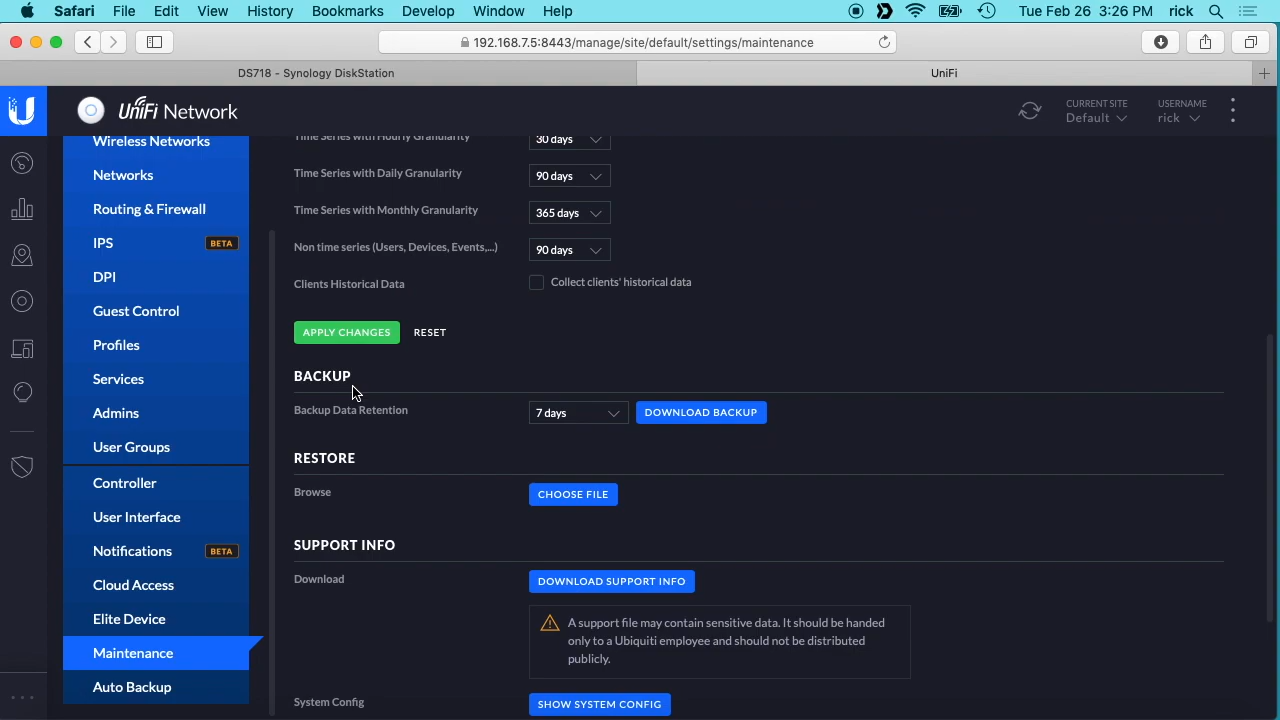 Safari File Edit View History Bookmarks Develop Window Help Tue Feb 26 3:26 PM rick
192.168.7.5:8443/manage/site/default/settings/maintenance
DS718 - Synology DiskStation
UniFi
UniFi Network
CURRENT SITE
Default
USERNAME
rick
Wireless Networks
Networks
Routing & Firewall
IPS BETA
DPI
Guest Control
Profiles
Services
Admins
User Groups
Controller
User Interface
Notifications BETA
Cloud Access
Elite Device
Maintenance
Auto Backup
Time Series with Hourly Granularity 30 days
Time Series with Daily Granularity 90 days
Time Series with Monthly Granularity 365 days
Non time series (Users, Devices, Events,...) 90 days
Clients Historical Data Collect clients' historical data
APPLY CHANGES RESET
BACKUP
Backup Data Retention 7 days DOWNLOAD BACKUP
RESTORE
Browse CHOOSE FILE
SUPPORT INFO
Download DOWNLOAD SUPPORT INFO
A support file may contain sensitive data. It should be handed
only to a Ubiquiti employee and should not be distributed
publicly.
System Config SHOW SYSTEM CONFIG